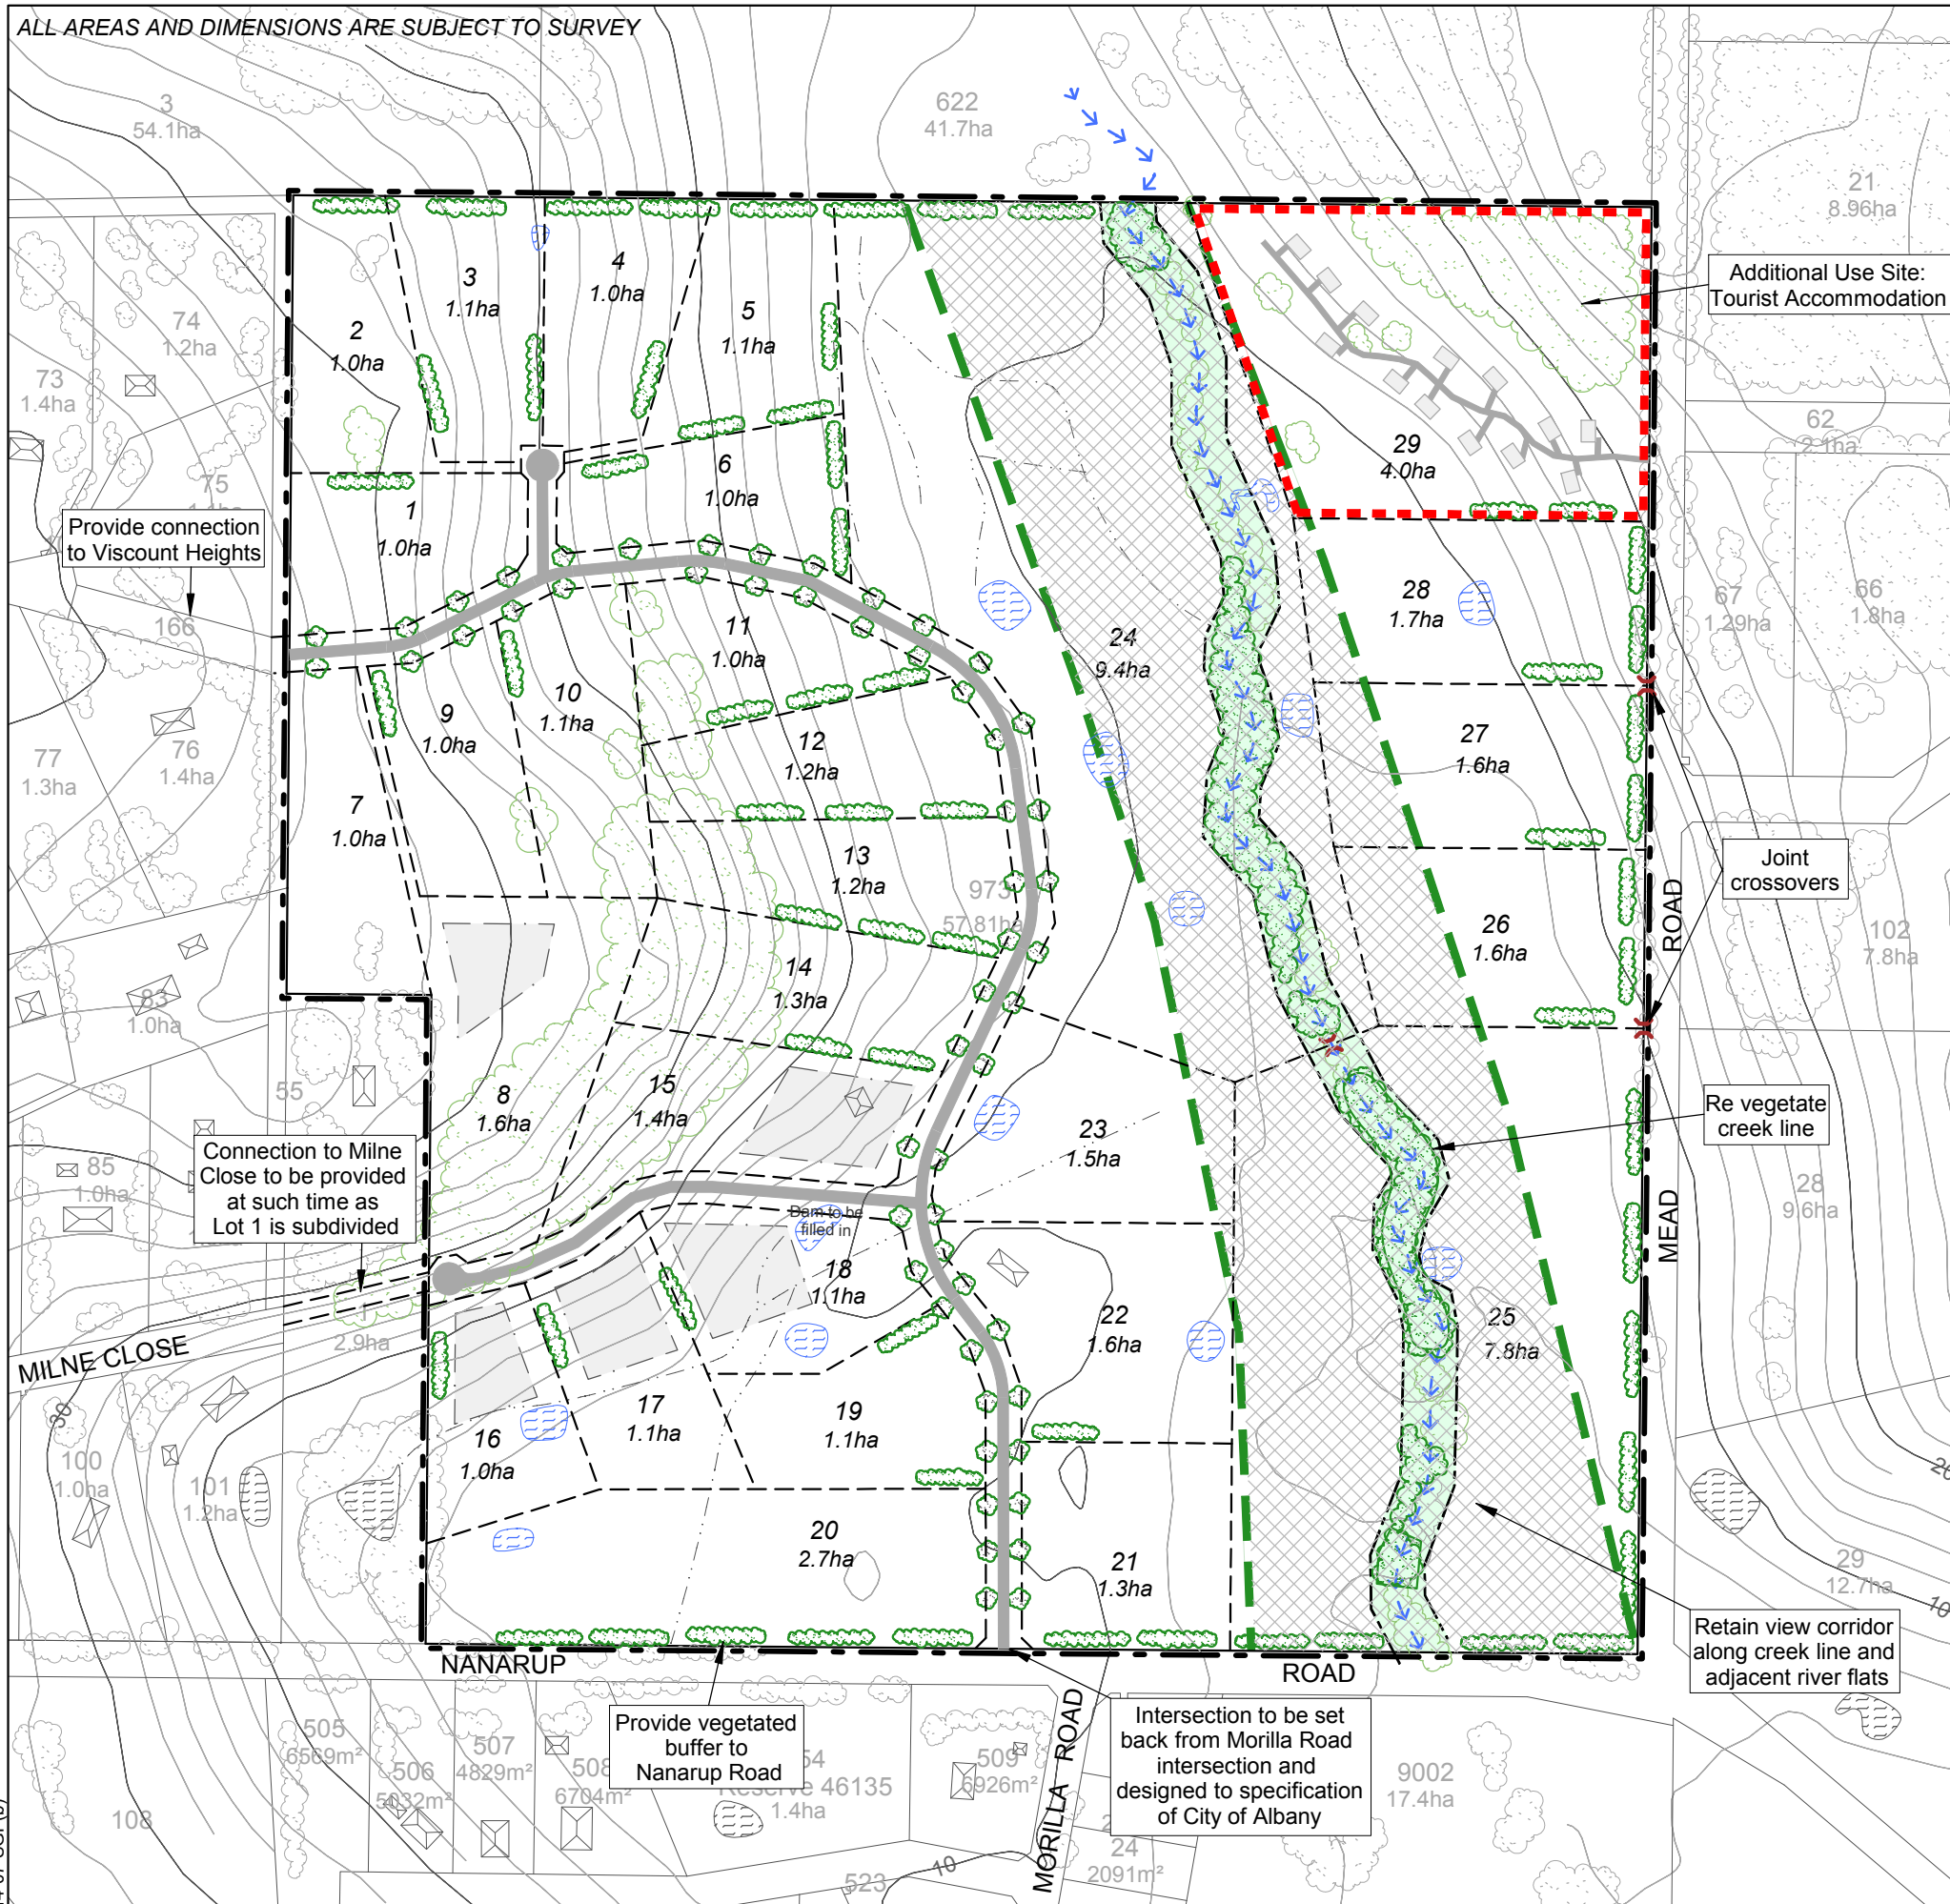 ALL AREAS AND DIMENSIONS ARE SUBJECT TO SURVEY
3
54.1ha
622
41.7ha
21
8.96ha
Additional Use Site:
Tourist Accommodation
2
1.0ha
3
1.1ha
4
1.0ha
5
1.1ha
74
1.2ha
73
1.4ha
62
2.1ha
29
4.0ha
75
6
1.0ha
1
1.0ha
Provide connection
to Viscount Heights
166
28
1.7ha
67
1.29ha
66
1.8ha
11
1.0ha
24
9.4ha
10
1.1ha
9
1.0ha
12
1.2ha
27
1.6ha
77
1.3ha
76
1.4ha
7
1.0ha
13
1.2ha
973
57.81ha
Joint
crossovers
ROAD
26
1.6ha
102
7.8ha
14
1.3ha
83
1.0ha
55
8
1.6ha
15
1.4ha
23
1.5ha
Re vegetate
creek line
Connection to Milne
Close to be provided
at such time as
Lot 1 is subdivided
85
1.0ha
28
9.6ha
MEAD
Dam to be
filled in
18
1.1ha
22
1.6ha
25
7.8ha
1
2.9ha
MILNE CLOSE
30
17
1.1ha
19
1.1ha
16
1.0ha
100
1.0ha
101
1.2ha
20
2.7ha
21
1.3ha
29
12.7ha
10
Retain view corridor
along creek line and
adjacent river flats
NANARUP
ROAD
Provide vegetated
buffer to
Nanarup Road
Intersection to be set
back from Morilla Road
intersection and
designed to specification
of City of Albany
MORILLA ROAD
505
6569m²
506
5032m²
507
4829m²
508
6704m²
54
Reserve 46135
1.4ha
509
6926m²
9002
17.4ha
108
24
2091m²
523
10